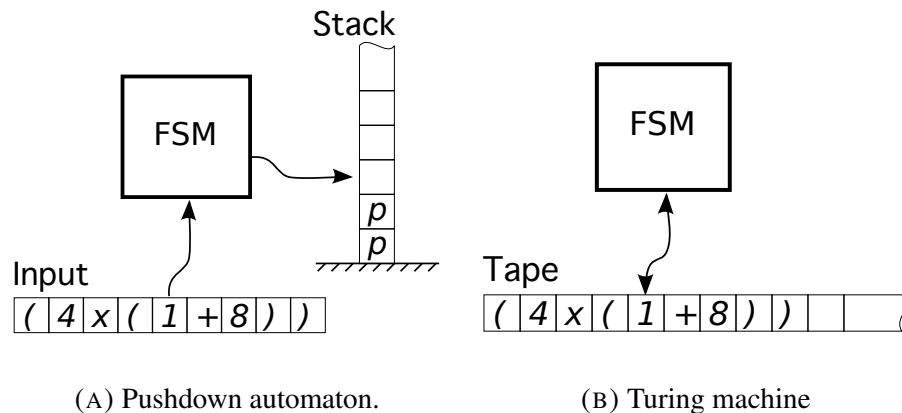 Stack
FSM
p
p
Input
( 4 x ( 1 + 8 ) )
(A) Pushdown automaton.
FSM
Tape
( 4 x ( 1 + 8 ) )
(B) Turing machine